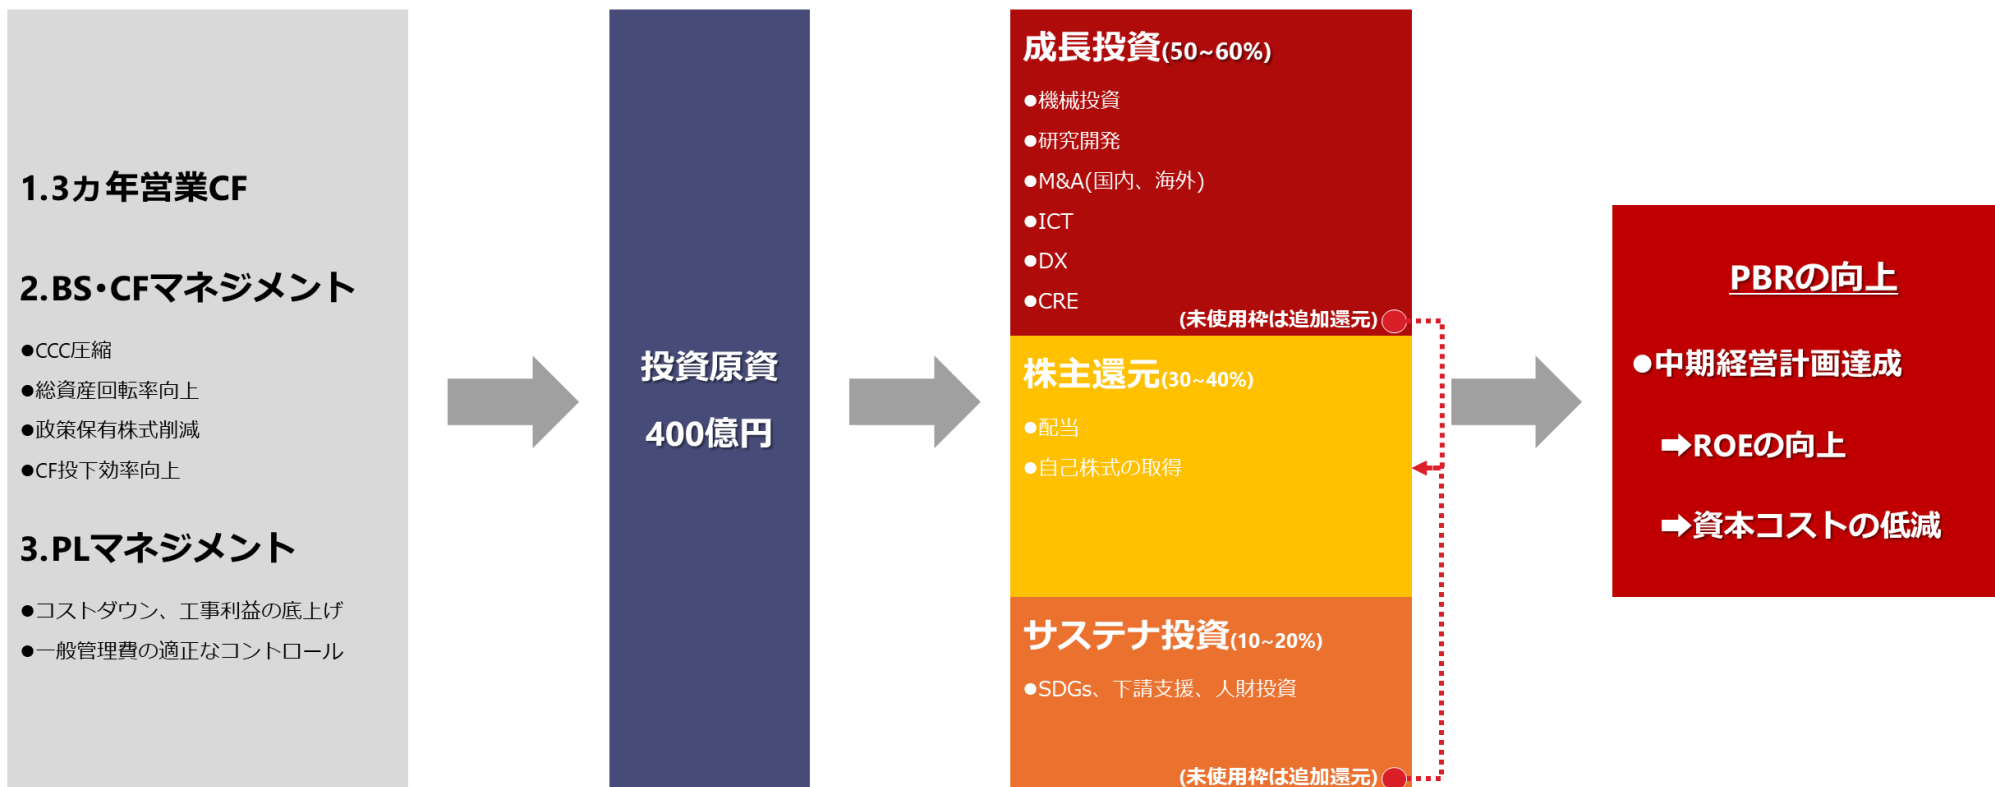 1.3ヵ年営業CF
2.BS・CFマネジメント
●CCC圧縮
●総資産回転率向上
●政策保有株式削減
●CF投下効率向上
3.PLマネジメント
●コストダウン、工事利益の底上げ
●一般管理費の適正なコントロール
投資原資
400億円
成長投資(50~60%)
●機械投資
●研究開発
●M&A(国内、海外)
●ICT
●DX
●CRE
(未使用枠は追加還元)
株主還元(30~40%)
●配当
●自己株式の取得
サステナ投資(10~20%)
●SDGs、下請支援、人財投資
(未使用枠は追加還元)
PBRの向上
●中期経営計画達成
➡ROEの向上
➡資本コストの低減